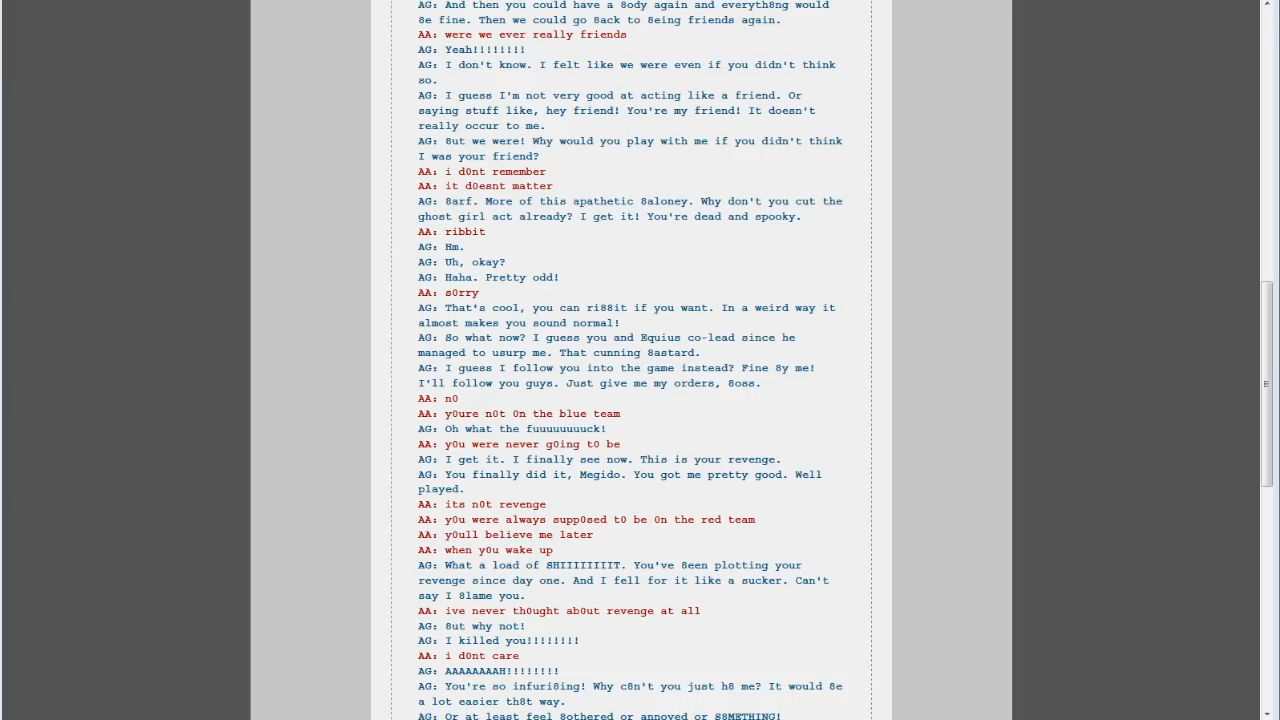 AG: And then you could have a 8ody again and everyth8ng would
8e fine. Then we could go 8ack to 8eing friends again.
AA: were we ever really friends
AG: Yeah!!!!!!!!
AG: I don't know. I felt like we were even if you didn't think
so.
AG: I guess I'm not very good at acting like a friend. Or
saying stuff like, hey friend! You're my friend! It doesn't
really occur to me.
AG: 8ut we were! Why would you play with me if you didn't think
I was your friend?
AA: i d0nt remember
AA: it d0esnt matter
AG: 8arf. More of this apathetic 8aloney. Why don't you cut the
ghost girl act already? I get it! You're dead and spooky.
AA: ribbit
AG: Hm.
AG: Uh, okay?
AG: Haha. Pretty odd!
AA: s0rry
AG: That's cool, you can ri88it if you want. In a weird way it
almost makes you sound normal!
AG: So what now? I guess you and Equius co-lead since he
managed to usurp me. That cunning 8astard.
AG: I guess I follow you into the game instead? Fine 8y me!
I'll follow you guys. Just give me my orders, 8oss.
AA: n0
AA: y0ure n0t 0n the blue team
AG: Oh what the fuuuuuuuuck!
AA: y0u were never g0ing t0 be
AG: I get it. I finally see now. This is your revenge.
AG: You finally did it, Megido. You got me pretty good. Well
played.
AA: its n0t revenge
AA: y0u were always supp0sed t0 be 0n the red team
AA: y0ull believe me later
AA: when y0u wake up
AG: What a load of SHIIIIIIIIT. You've 8een plotting your
revenge since day one. And I fell for it like a sucker. Can't
say I 8lame you.
AA: ive never th0ught ab0ut revenge at all
AG: 8ut why not!
AG: I killed you!!!!!!!!
AA: i d0nt care
AG: AAAAAAAAH!!!!!!!!
AG: You're so infuri8ing! Why c8n't you just h8 me? It would 8e
a lot easier th8t way.
AG: Or at least feel 8othered or annoyed or S8METHING!